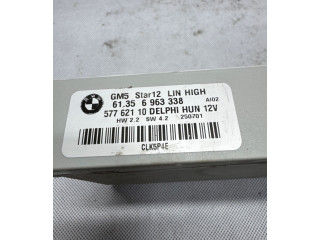 GM5 Star12 LIN HIGH
61.35 6 963 338 AI02
577 621 10 DELPHI HUN 12V
HW 2.2 SW 4.2 250701
CLK5P4E